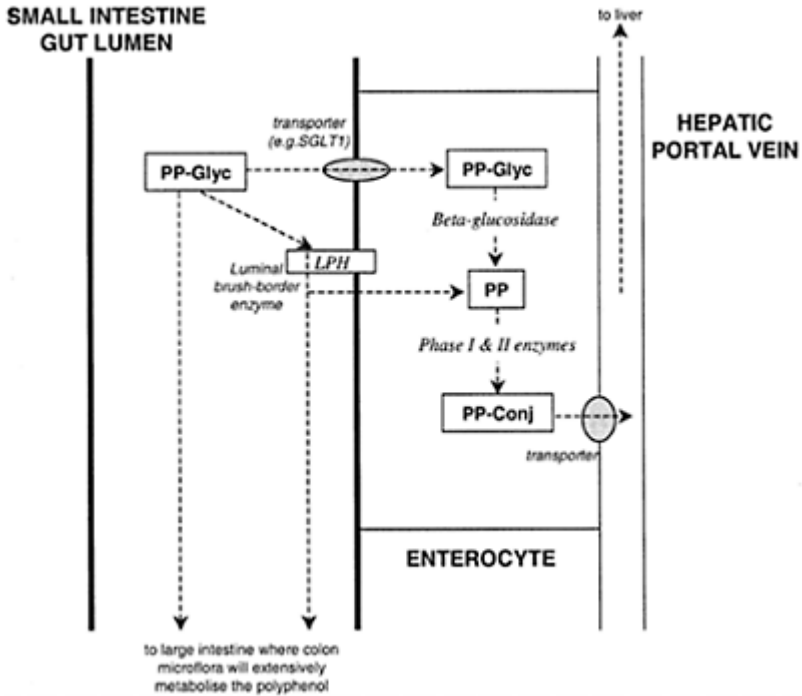 SMALL INTESTINE
GUT LUMEN
to liver
HEPATIC
PORTAL VEIN
transporter
(e.g.SGLT1)
PP-Glyc
PP-Glyc
Beta-glucosidase
LPH
Luminal
brush-border
enzyme
PP
Phase I & II enzymes
PP-Conj
transporter
ENTEROCYTE
to large intestine where colon
microflora will extensively
metabolise the polyphenol